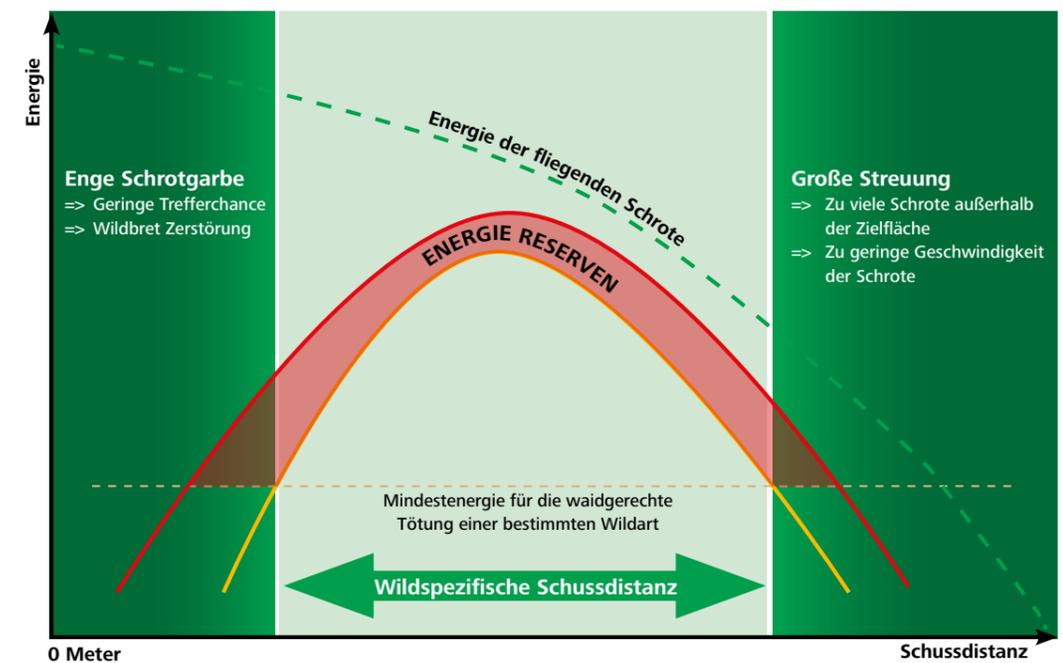 Energie
Energie der fliegenden Schrote
Enge Schrotgarbe
=> Geringe Trefferchance
=> Wildbret Zerstörung
Große Streuung
=> Zu viele Schrote außerhalb
der Zielfläche
=> Zu geringe Geschwindigkeit
der Schrote
ENERGIE RESERVEN
Mindestenergie für die waidgerechte
Tötung einer bestimmten Wildart
Wildspezifische Schussdistanz
0 Meter
Schussdistanz